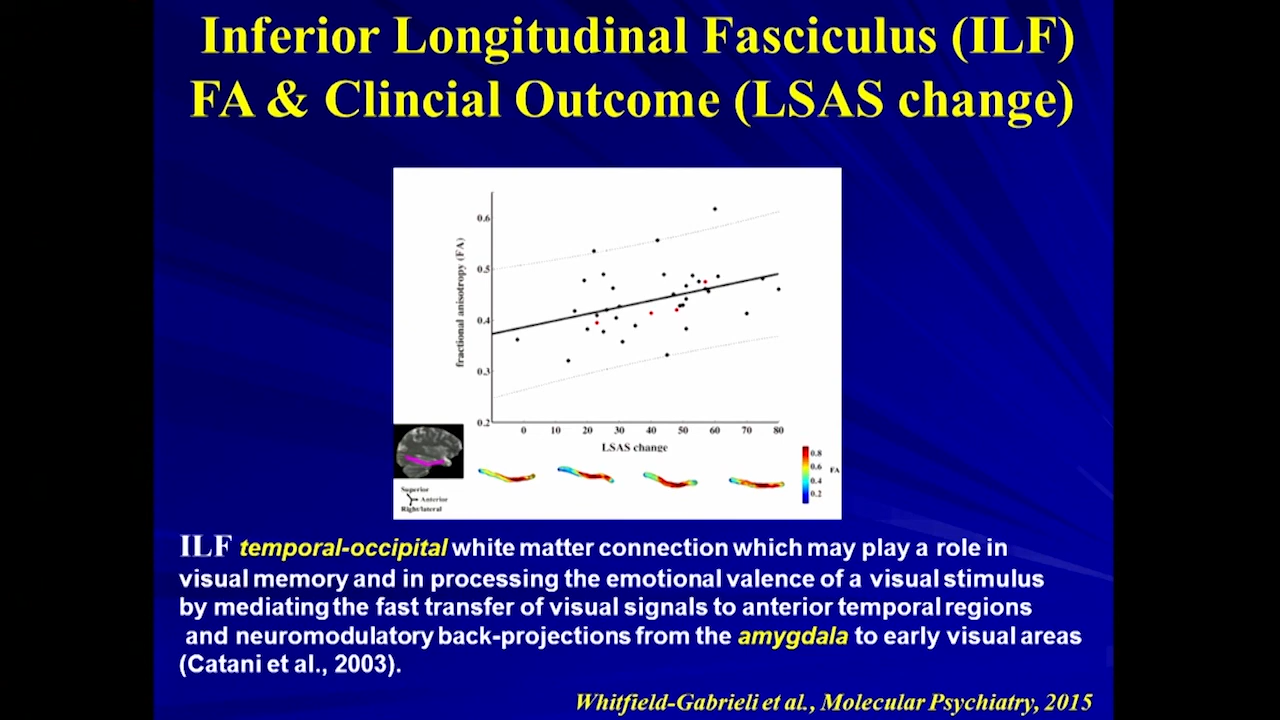 Inferior Longitudinal Fasciculus (ILF)
FA & Clincial Outcome (LSAS change)
fractional anisotropy (FA)
0.6
0.5
0.4
0.3
0.2
0 10 20 30 40 50 60 70 80
LSAS change
Superior
Anterior
Right/lateral
0.8
0.6
0.4
0.2
FA
ILF temporal-occipital white matter connection which may play a role in
visual memory and in processing the emotional valence of a visual stimulus
by mediating the fast transfer of visual signals to anterior temporal regions
and neuromodulatory back-projections from the amygdala to early visual areas
(Catani et al., 2003).
Whitfield-Gabrieli et al., Molecular Psychiatry, 2015